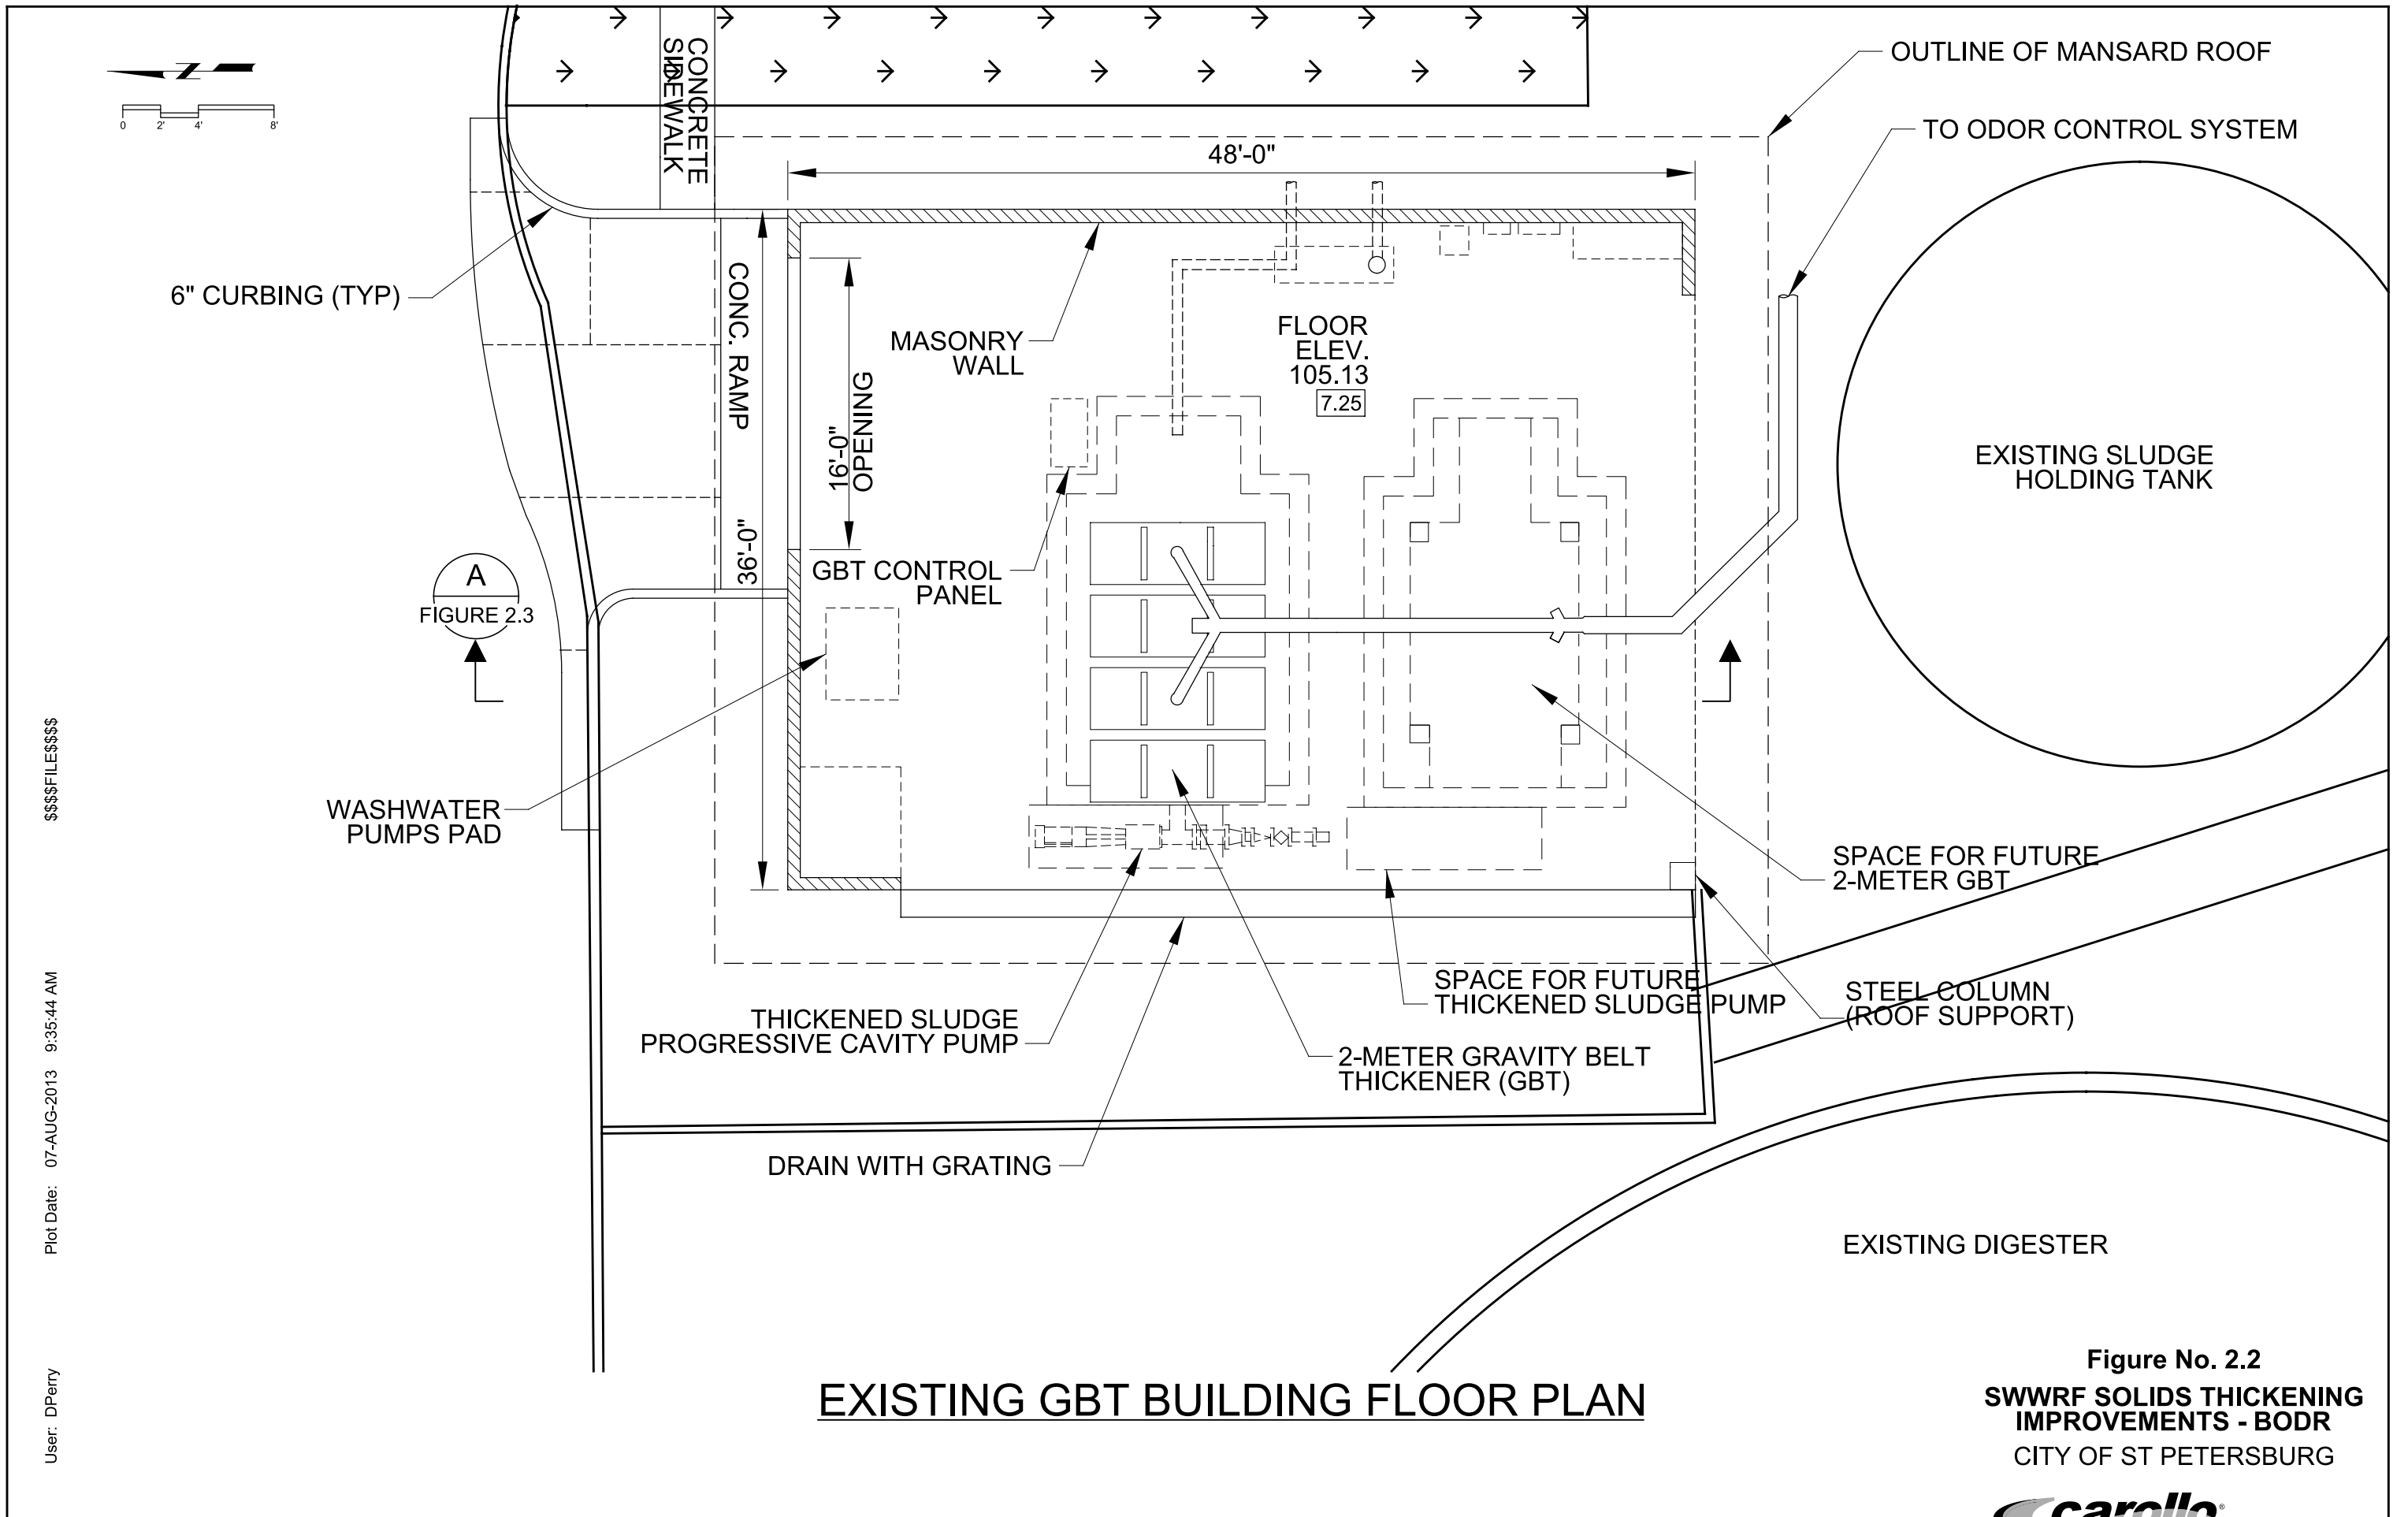 OUTLINE OF MANSARD ROOF
TO ODOR CONTROL SYSTEM
CONCRETE
SIDEWALK
0 2' 4' 8'
48'-0"
6" CURBING (TYP)
CONC. RAMP
MASONRY
WALL
FLOOR
ELEV.
105.13
7.25
16'-0"
OPENING
36'-0"
EXISTING SLUDGE
HOLDING TANK
A
FIGURE 2.3
GBT CONTROL
PANEL
WASHWATER
PUMPS PAD
SPACE FOR FUTURE
2-METER GBT
SPACE FOR FUTURE
THICKENED SLUDGE PUMP
STEEL COLUMN
(ROOF SUPPORT)
THICKENED SLUDGE
PROGRESSIVE CAVITY PUMP
2-METER GRAVITY BELT
THICKENER (GBT)
DRAIN WITH GRATING
EXISTING DIGESTER
EXISTING GBT BUILDING FLOOR PLAN
Figure No. 2.2
SWWRF SOLIDS THICKENING
IMPROVEMENTS - BODR
CITY OF ST PETERSBURG
carollo®
User: DPerry Plot Date: 07-AUG-2013 9:35:44 AM $$$$FILES$$$$